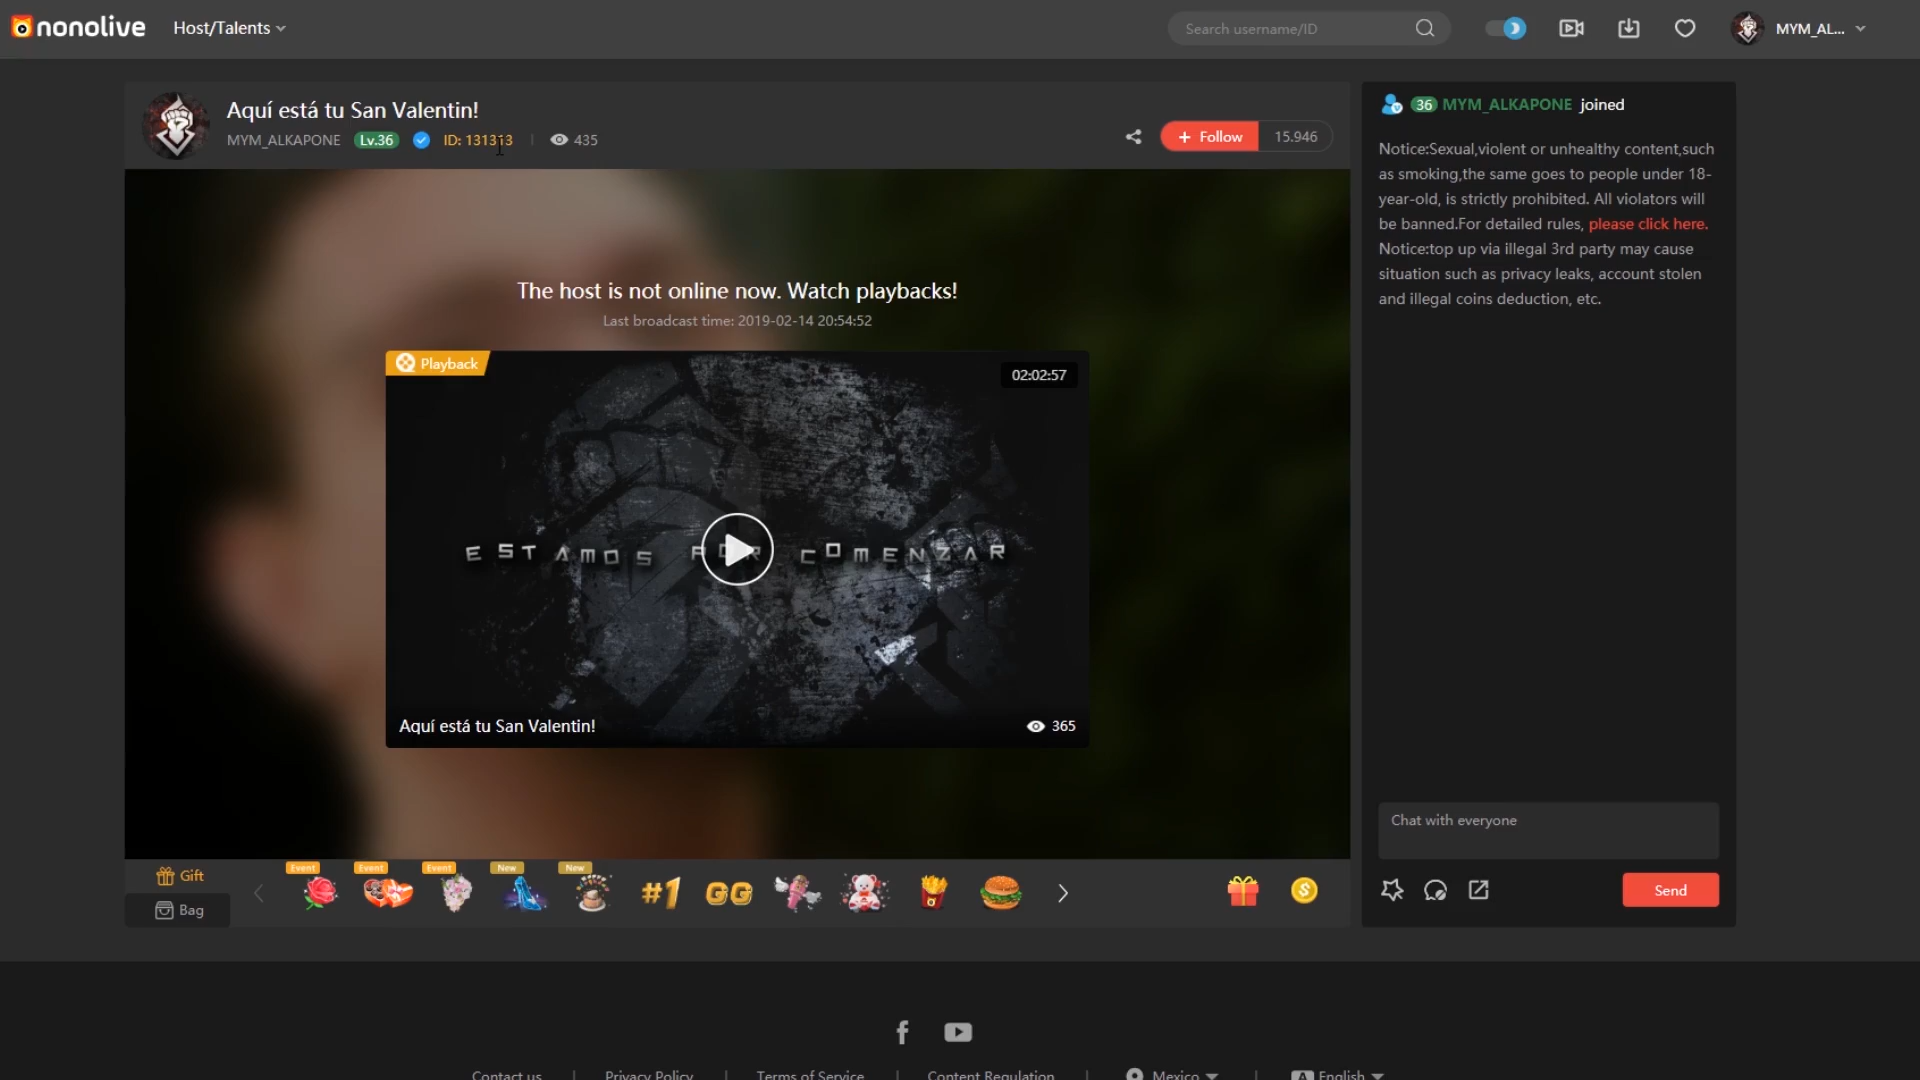 nonolive
Host/Talents
Search username/ID
MYM_AL...
Aquí está tu San Valentin!
MYM_ALKAPONE
Lv.36
ID: 131313
435
+ Follow
15.946
The host is not online now. Watch playbacks!
Last broadcast time: 2019-02-14 20:54:52
Playback
02:02:57
ESTAMOS POR COMENZAR
Aquí está tu San Valentin!
365
Gift
Bag
Event
Event
Event
New
New
#1
GG
36 MYM_ALKAPONE joined
Notice:Sexual,violent or unhealthy content,such
as smoking,the same goes to people under 18-
year-old, is strictly prohibited. All violators will
be banned.For detailed rules, please click here.
Notice:top up via illegal 3rd party may cause
situation such as privacy leaks, account stolen
and illegal coins deduction, etc.
Chat with everyone
Send
Contact us | Privacy Policy | Terms of Service | Content Regulation | Mexico | English